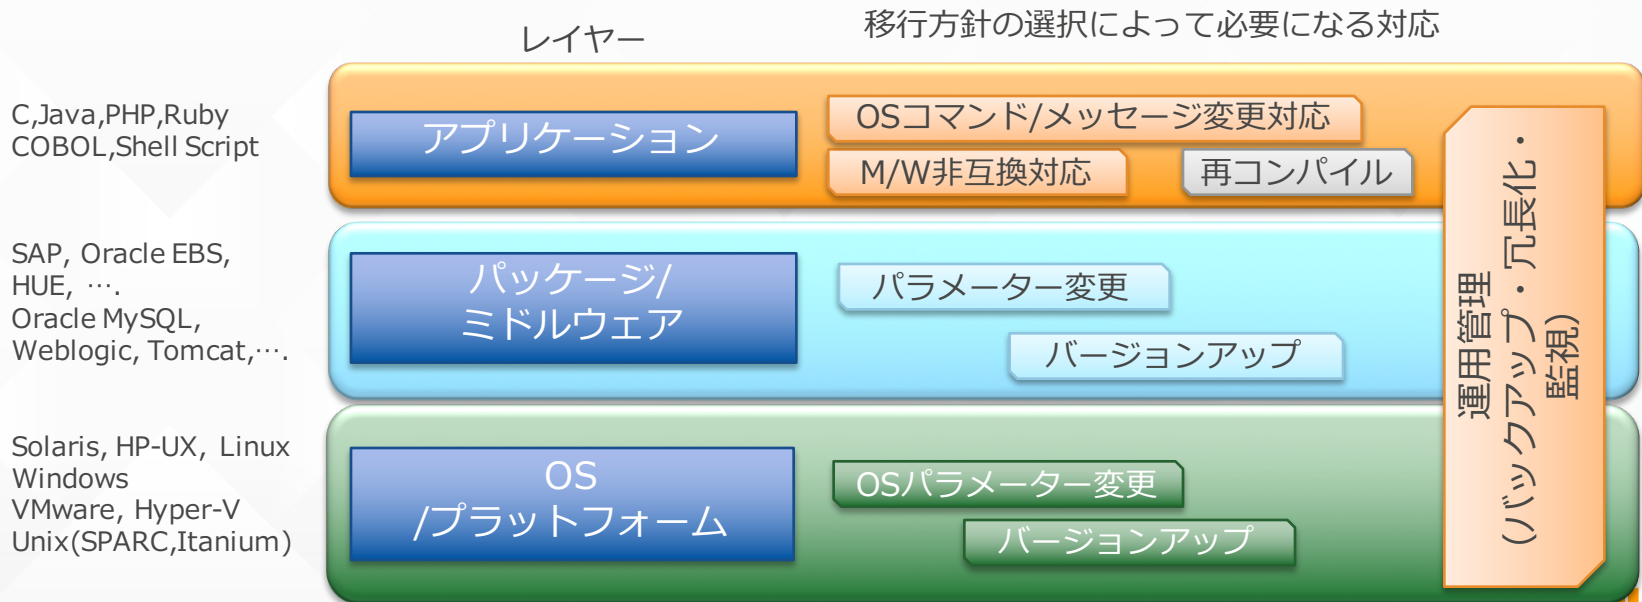 レイヤー
移行方針の選択によって必要になる対応
C,Java,PHP,Ruby
COBOL,Shell Script
アプリケーション
OSコマンド/メッセージ変更対応
M/W非互換対応
再コンパイル
SAP, Oracle EBS,
HUE, ….
Oracle MySQL,
Weblogic, Tomcat,….
パッケージ/
ミドルウェア
パラメーター変更
バージョンアップ
Solaris, HP-UX, Linux
Windows
VMware, Hyper-V
Unix(SPARC,Itanium)
OS
/プラットフォーム
OSパラメーター変更
バージョンアップ
運用管理
(バックアップ・冗長化・
監視)